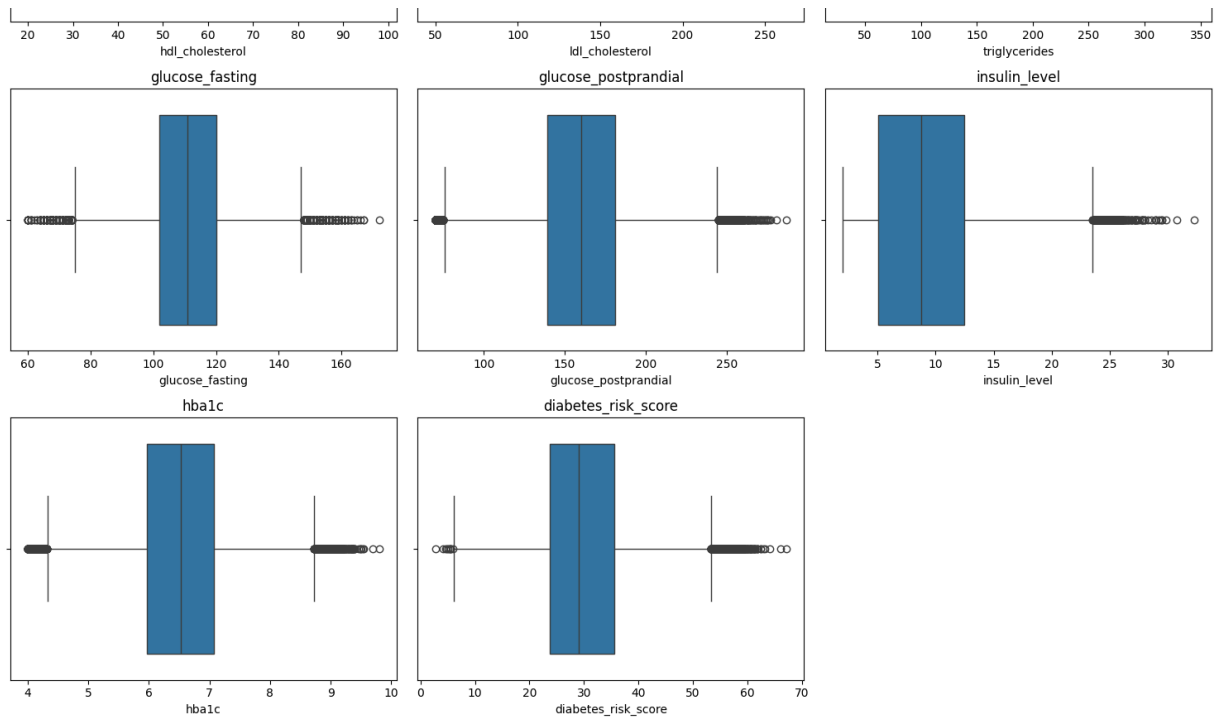 20 30 40 50 60 70 80 90 100
hdl_cholesterol
50 100 150 200 250
ldl_cholesterol
50 100 150 200 250 300 350
triglycerides
glucose_fasting
60 80 100 120 140 160
glucose_fasting
glucose_postprandial
100 150 200 250
glucose_postprandial
insulin_level
5 10 15 20 25 30
insulin_level
hba1c
4 5 6 7 8 9 10
hba1c
diabetes_risk_score
0 10 20 30 40 50 60 70
diabetes_risk_score